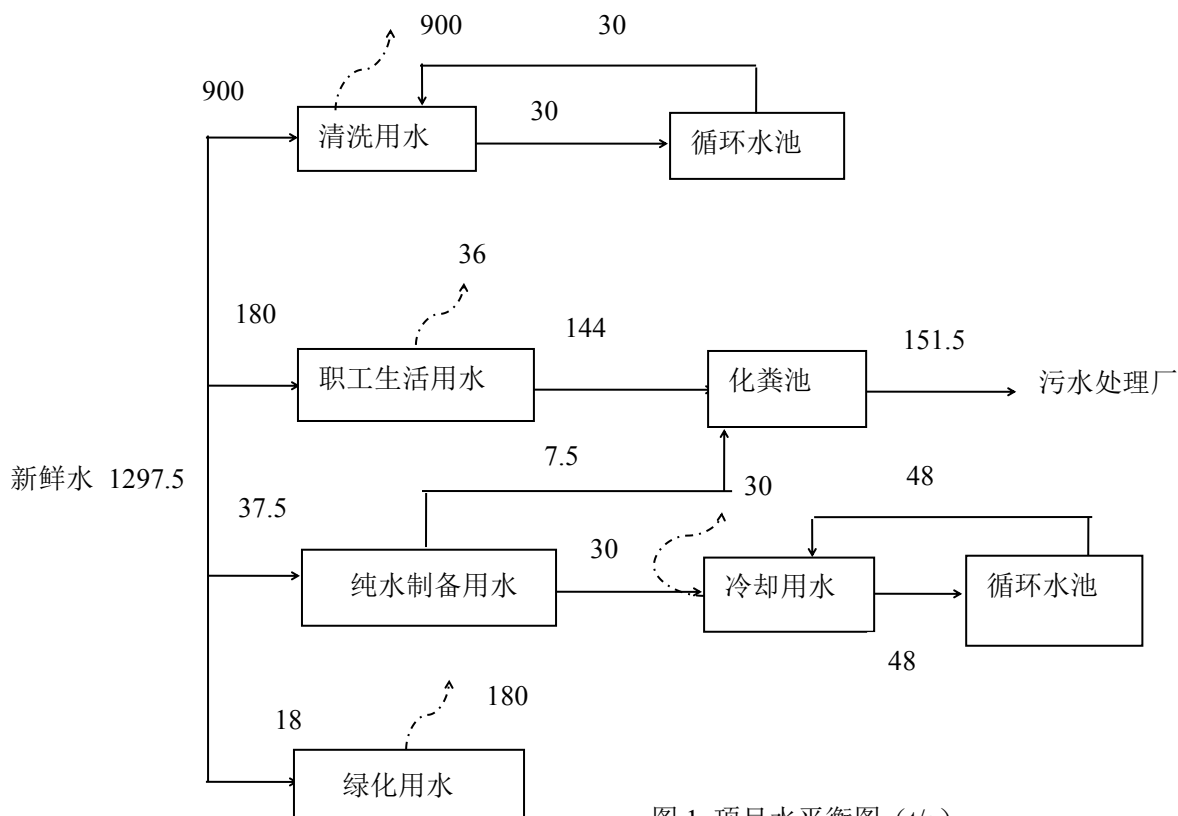 900 30
900
30
清洗用水 循环水池
36
180 144 151.5
职工生活用水 化粪池 污水处理厂
7.5
新鲜水 1297.5 30 48
37.5
30
纯水制备用水 冷却用水 循环水池
48
180
18
绿化用水